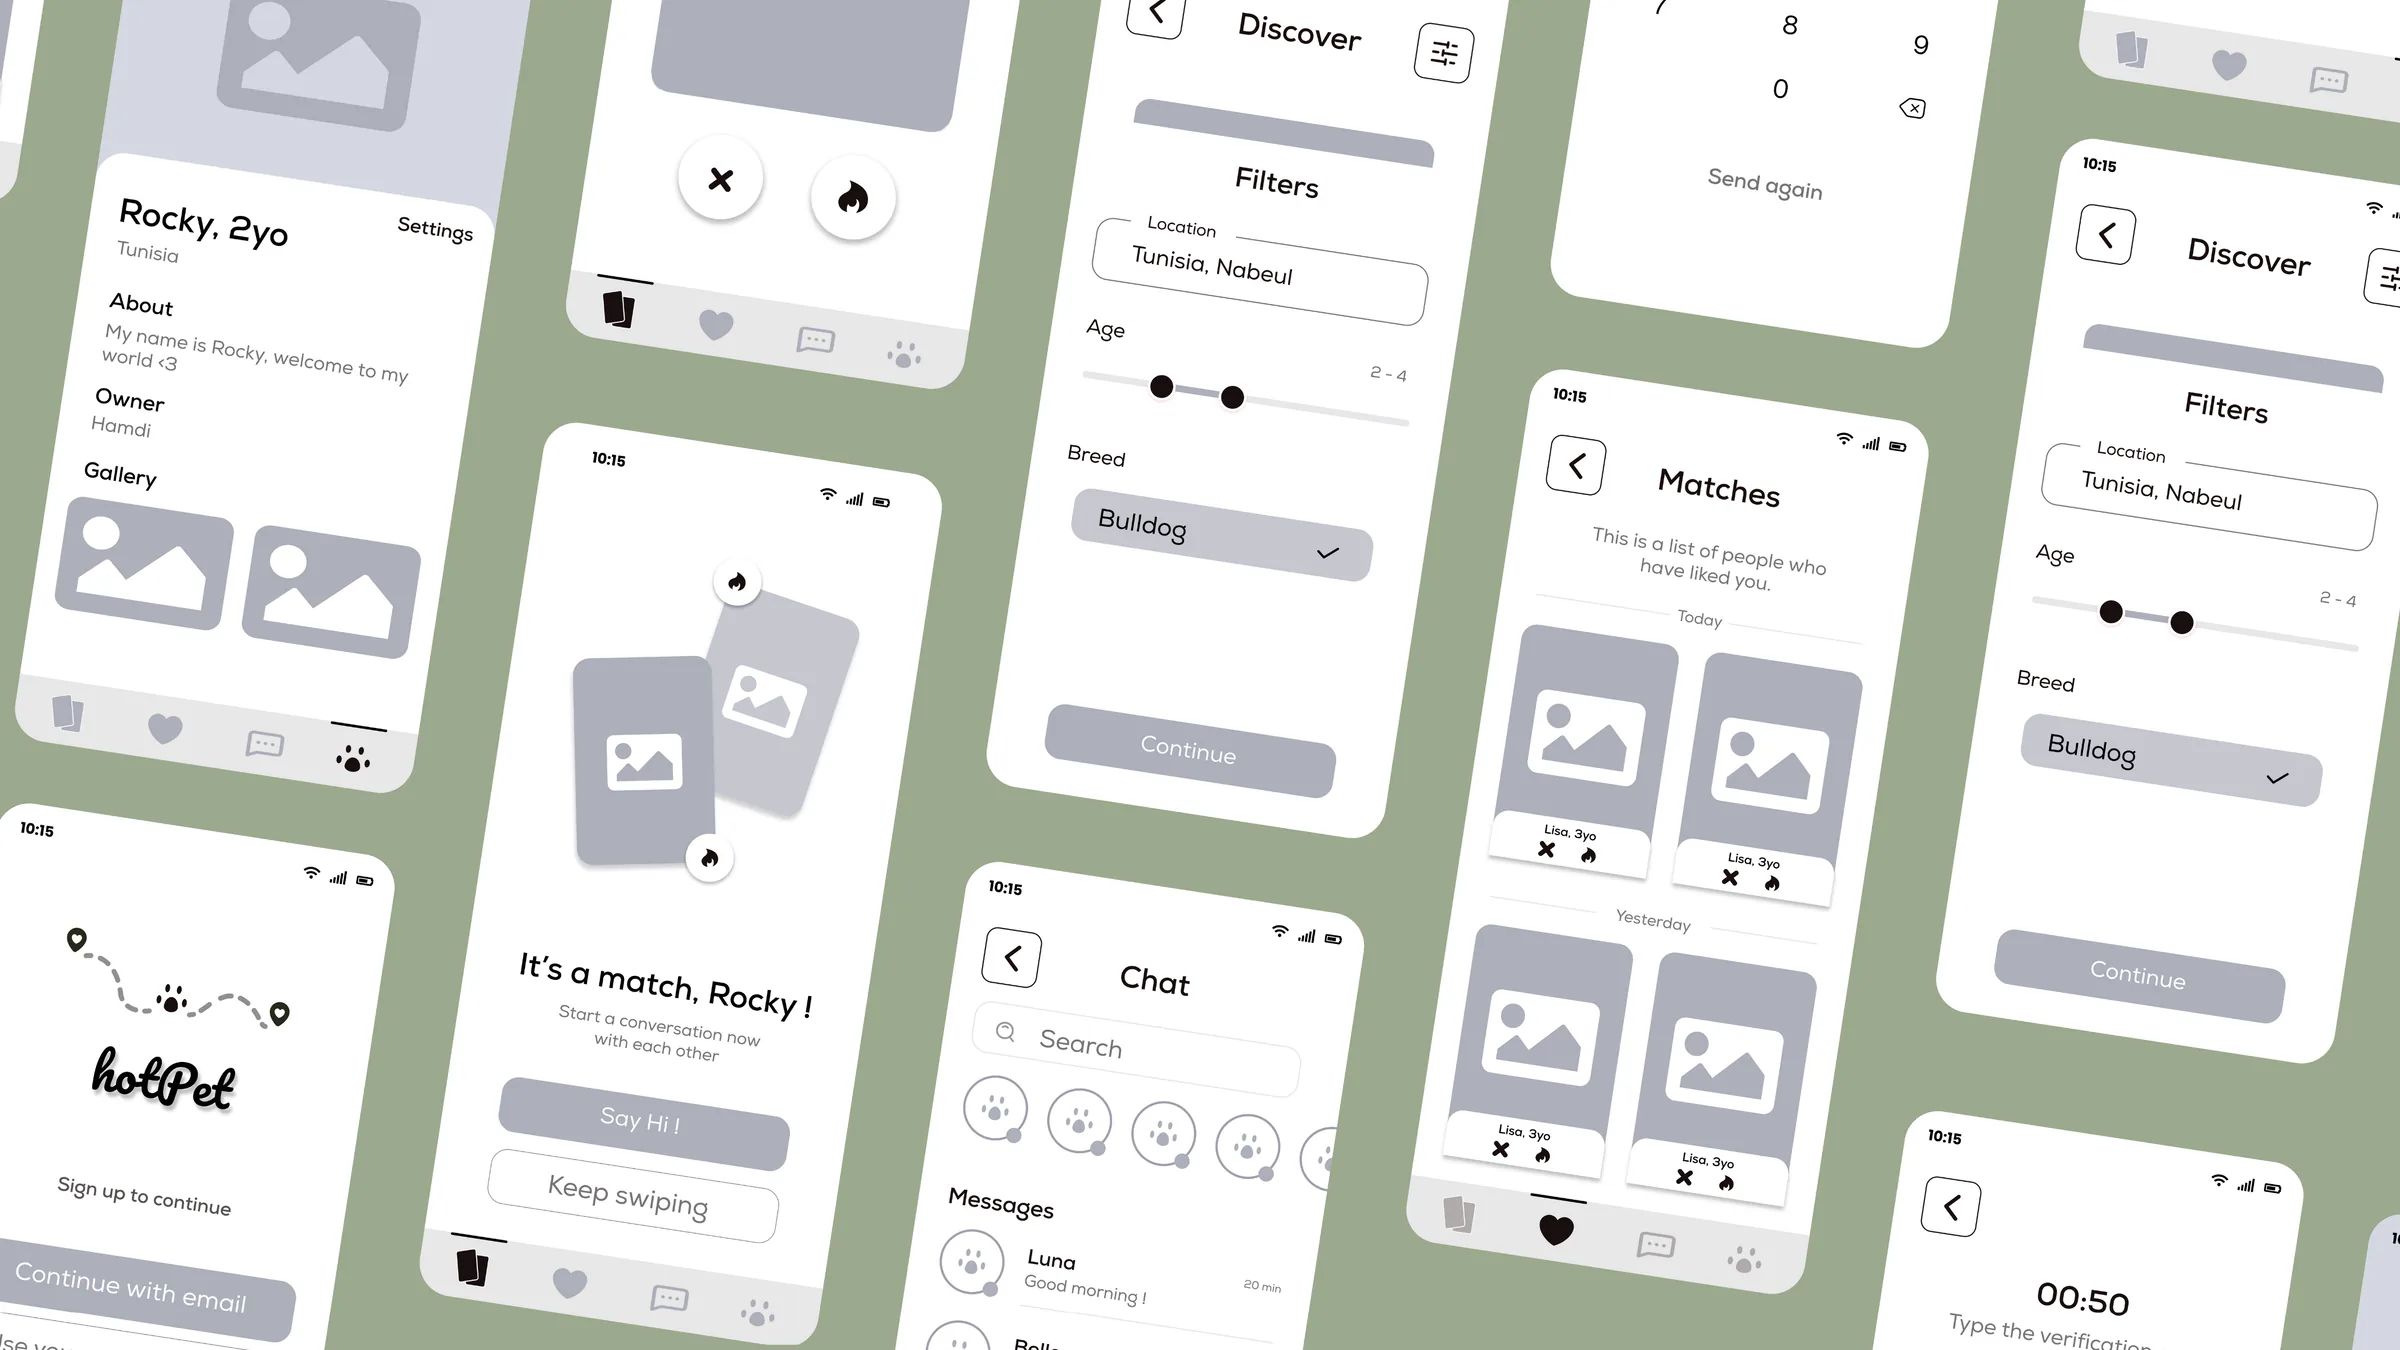 Rocky, 2yo
Settings
Tunisia
About
My name is Rocky, welcome to my
world <3
Owner
Hamdi
Gallery
10:15
hotPet
Sign up to continue
Continue with email
10:15
It's a match, Rocky !
Start a conversation now
with each other
Say Hi !
Keep swiping
Discover
Filters
Location
Tunisia, Nabeul
Age
2 - 4
Breed
Bulldog
Continue
10:15
Chat
Search
Messages
Luna
Good morning !
20 min
8
9
0
Send again
10:15
Matches
This is a list of people who
have liked you.
Today
Lisa, 3yo
Lisa, 3yo
Yesterday
Lisa, 3yo
Lisa, 3yo
10:15
Discover
Filters
Location
Tunisia, Nabeul
Age
2 - 4
Breed
Bulldog
Continue
10:15
00:50
Type the